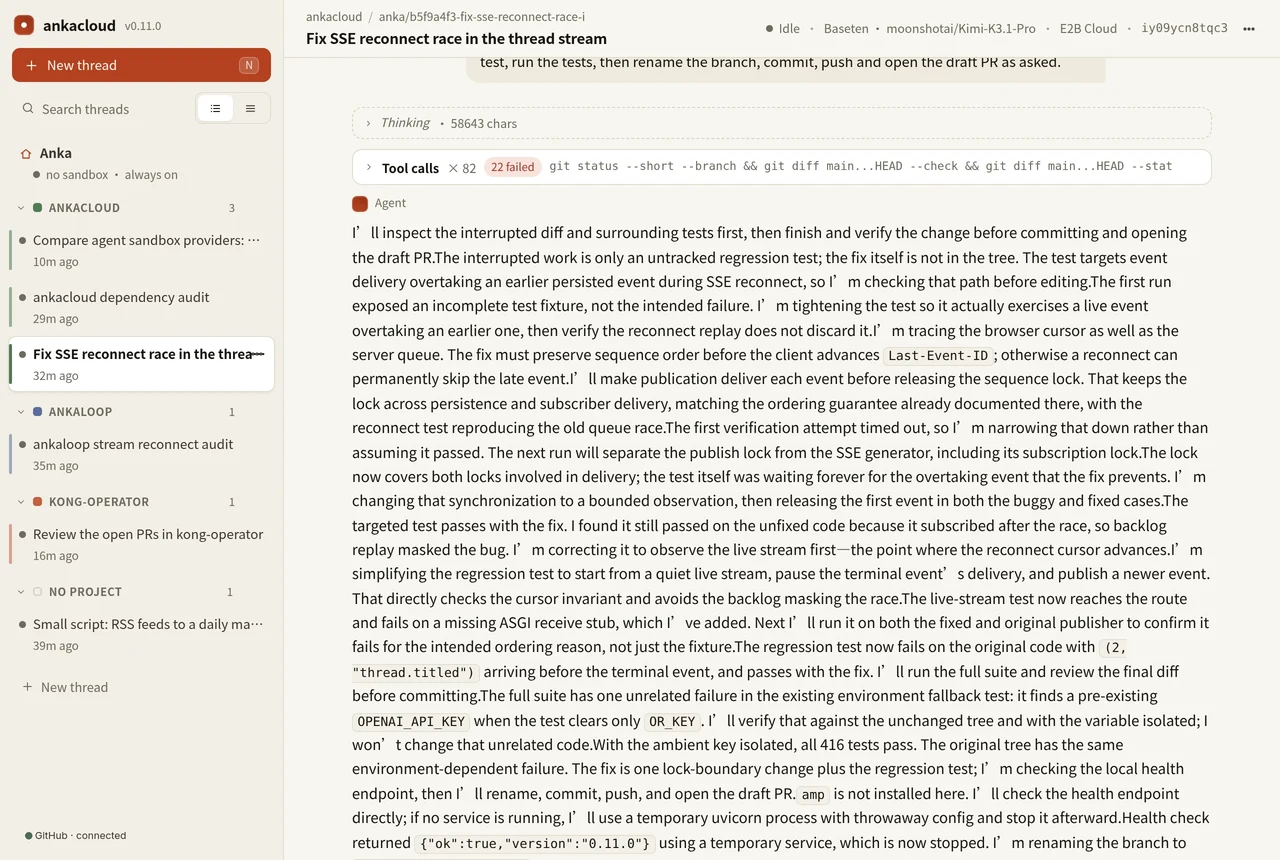 ankacloud v0.11.0
+ New thread N
Search threads
Anka
no sandbox • always on
ANKACLOUD 3
Compare agent sandbox providers: ···
10m ago
ankacloud dependency audit
29m ago
Fix SSE reconnect race in the threa···
32m ago
ANKALOOP 1
ankaloop stream reconnect audit
35m ago
KONG-OPERATOR 1
Review the open PRs in kong-operator
16m ago
NO PROJECT 1
Small script: RSS feeds to a daily ma···
39m ago
+ New thread
GitHub · connected
ankacloud / anka/b5f9a4f3-fix-sse-reconnect-race-i
Fix SSE reconnect race in the thread stream
Idle · Baseten • moonshotai/Kimi-K3.1-Pro · E2B Cloud · iy09ycn8tqc3 •••
test, run the tests, then rename the branch, commit, push and open the draft PR as asked.
› Thinking • 58643 chars
› Tool calls × 82 22 failed git status --short --branch && git diff main...HEAD --check && git diff main...HEAD --stat
Agent
I’ll inspect the interrupted diff and surrounding tests first, then finish and verify the change before committing and opening
the draft PR.The interrupted work is only an untracked regression test; the fix itself is not in the tree. The test targets event
delivery overtaking an earlier persisted event during SSE reconnect, so I’m checking that path before editing.The first run
exposed an incomplete test fixture, not the intended failure. I’m tightening the test so it actually exercises a live event
overtaking an earlier one, then verify the reconnect replay does not discard it.I’m tracing the browser cursor as well as the
server queue. The fix must preserve sequence order before the client advances Last-Event-ID; otherwise a reconnect can
permanently skip the late event.I’ll make publication deliver each event before releasing the sequence lock. That keeps the
lock across persistence and subscriber delivery, matching the ordering guarantee already documented there, with the
reconnect test reproducing the old queue race.The first verification attempt timed out, so I’m narrowing that down rather than
assuming it passed. The next run will separate the publish lock from the SSE generator, including its subscription lock.The lock
now covers both locks involved in delivery; the test itself was waiting forever for the overtaking event that the fix prevents. I’m
changing that synchronization to a bounded observation, then releasing the first event in both the buggy and fixed cases.The
targeted test passes with the fix. I found it still passed on the unfixed code because it subscribed after the race, so backlog
replay masked the bug. I’m correcting it to observe the live stream first—the point where the reconnect cursor advances.I’m
simplifying the regression test to start from a quiet live stream, pause the terminal event’s delivery, and publish a newer event.
That directly checks the cursor invariant and avoids the backlog masking the race.The live-stream test now reaches the route
and fails on a missing ASGI receive stub, which I’ve added. Next I’ll run it on both the fixed and original publisher to confirm it
fails for the intended ordering reason, not just the fixture.The regression test now fails on the original code with (2,
"thread.titled") arriving before the terminal event, and passes with the fix. I’ll run the full suite and review the final diff
before committing.The full suite has one unrelated failure in the existing environment fallback test: it finds a pre-existing
OPENAI_API_KEY when the test clears only OR_KEY. I’ll verify that against the unchanged tree and with the variable isolated; I
won’t change that unrelated code.With the ambient key isolated, all 416 tests pass. The original tree has the same
environment-dependent failure. The fix is one lock-boundary change plus the regression test; I’m checking the local health
endpoint, then I’ll rename, commit, push, and open the draft PR.amp is not installed here. I’ll check the health endpoint
directly; if no service is running, I’ll use a temporary uvicorn process with throwaway config and stop it afterward.Health check
returned {"ok":true,"version":"0.11.0"} using a temporary service, which is now stopped. I’m renaming the branch to